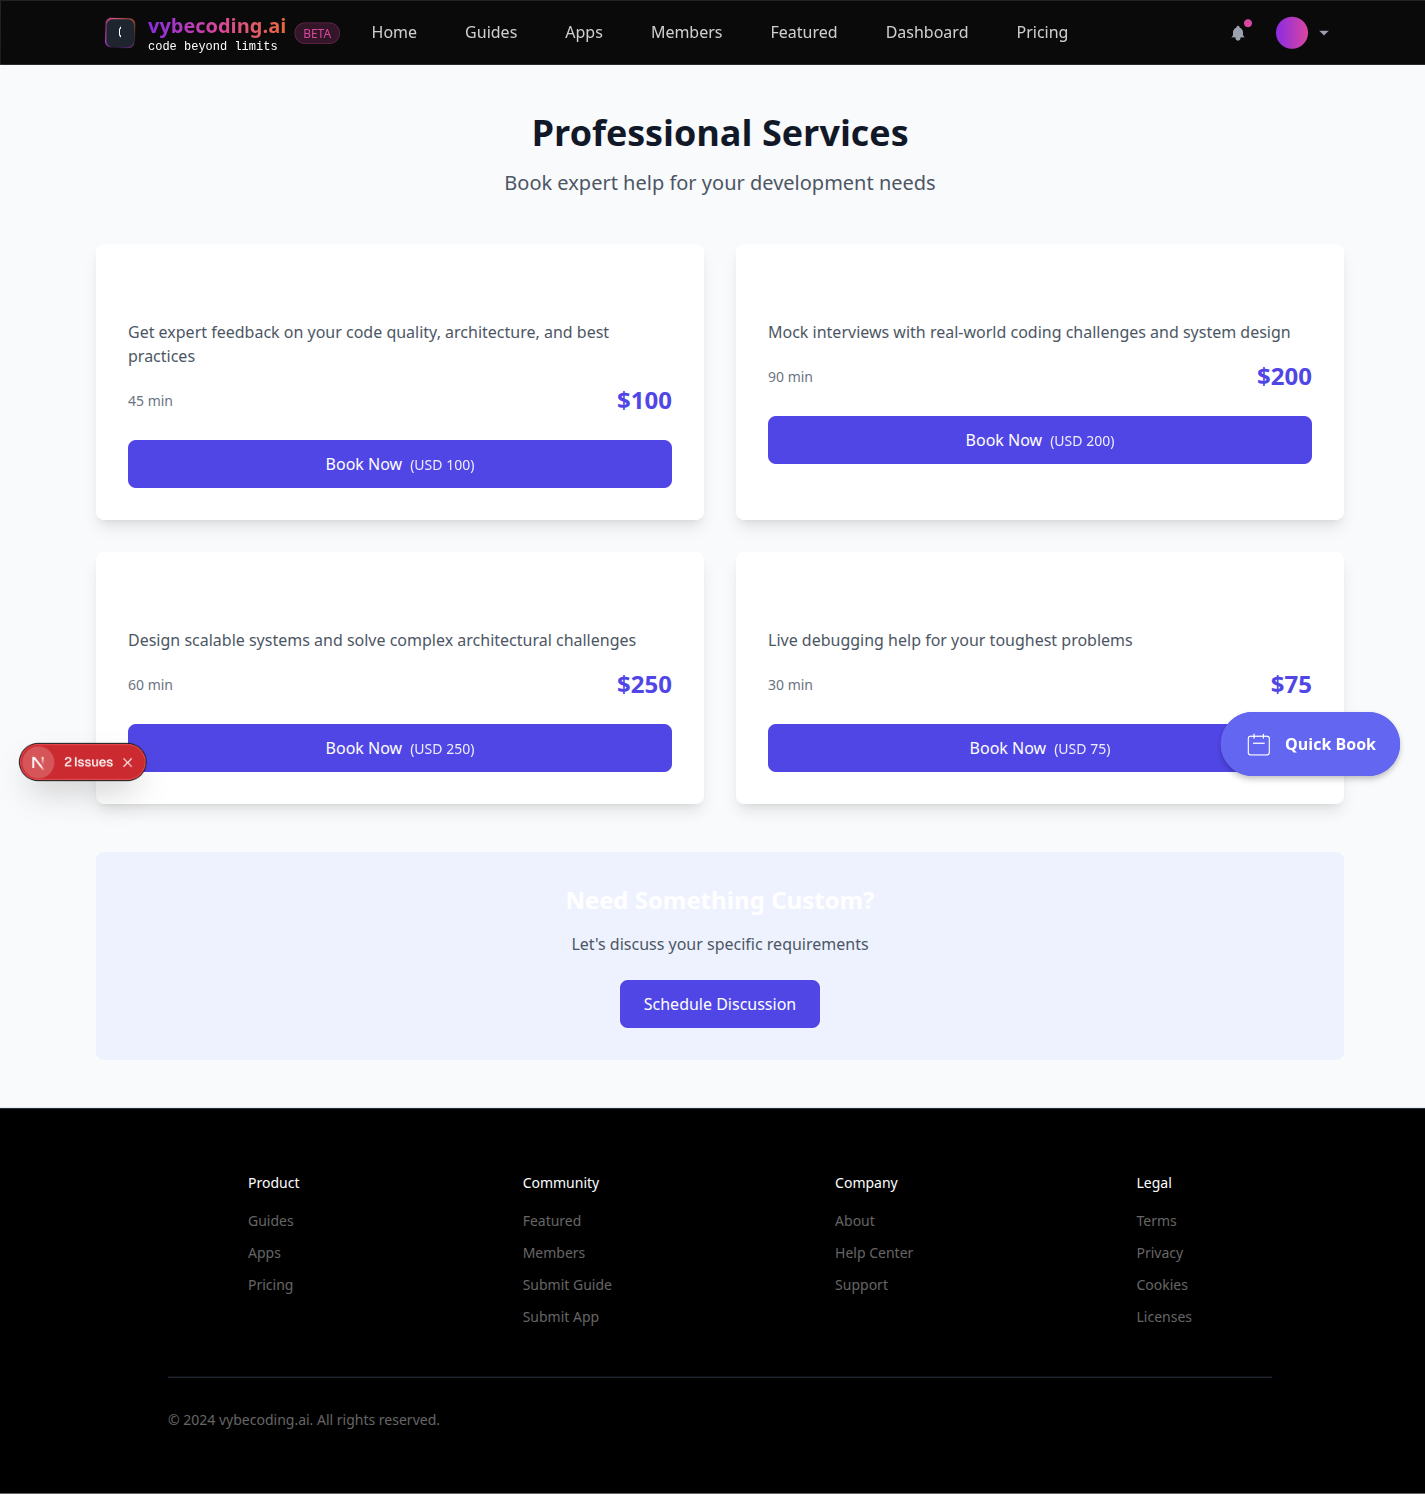 vybecoding.ai
code beyond limits
BETA
Home
Guides
Apps
Members
Featured
Dashboard
Pricing
Professional Services
Book expert help for your development needs
Get expert feedback on your code quality, architecture, and best
practices
45 min
$100
Book Now (USD 100)
Mock interviews with real-world coding challenges and system design
90 min
$200
Book Now (USD 200)
Design scalable systems and solve complex architectural challenges
60 min
$250
Book Now (USD 250)
Live debugging help for your toughest problems
30 min
$75
Book Now (USD 75)
N 2 Issues
Quick Book
Need Something Custom?
Let's discuss your specific requirements
Schedule Discussion
Product
Guides
Apps
Pricing
Community
Featured
Members
Submit Guide
Submit App
Company
About
Help Center
Support
Legal
Terms
Privacy
Cookies
Licenses
© 2024 vybecoding.ai. All rights reserved.